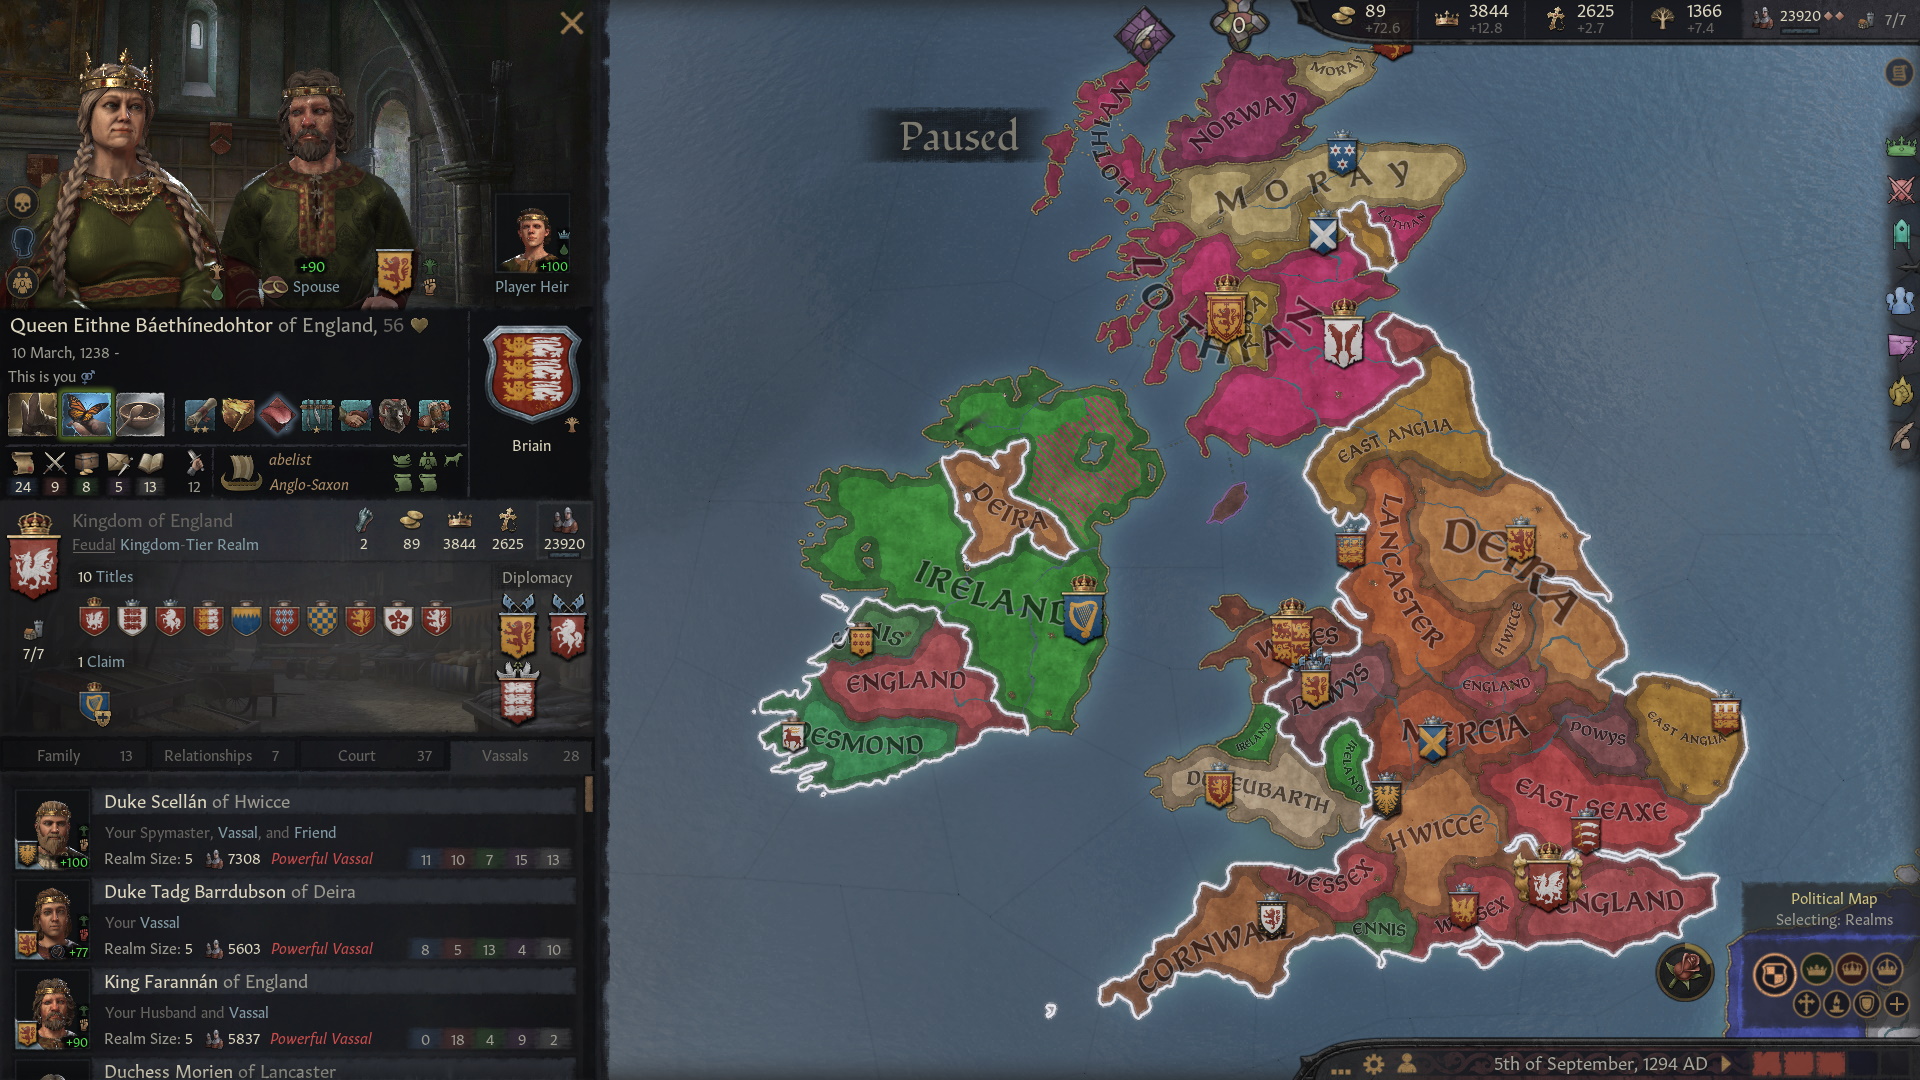 89
+72.6
3844
+12.8
2625
+2.7
1366
+7.4
23920
7/7
0
Paused
+90
Spouse
+100
Player Heir
Queen Eithne Báethínedohtor of England, 56
10 March, 1238 -
This is you
Briain
24 9 8 5 13 12
abelist
Anglo-Saxon
Kingdom of England
Feudal Kingdom-Tier Realm
2 89 3844 2625 23920
10 Titles
Diplomacy
7/7
1 Claim
Family 13
Relationships 7
Court 37
Vassals 28
Duke Scellán of Hwicce
Your Spymaster, Vassal, and Friend
+100
Realm Size: 5 7308 Powerful Vassal 11 10 7 15 13
Duke Tadg Barrdubson of Deira
Your Vassal
+77
Realm Size: 5 5603 Powerful Vassal 8 5 13 4 10
King Farannán of England
Your Husband and Vassal
+90
Realm Size: 5 5837 Powerful Vassal 0 18 4 9 2
Duchess Morien of Lancaster
MORAY
NORWAY
LOTHIAN
MORAY
LOTHIAN
LOTHIAN
EAST ANGLIA
DEIRA
LANCASTER
DEIRA
IRELAND
HWICCE
ENGLAND
POWYS
ENGLAND
MERCIA
POWYS
EAST ANGLIA
IRELAND
IRELAND
EAST SEAXE
HWICCE
WESSEX
ENGLAND
ENNIS
CORNWALL
Political Map
Selecting: Realms
5th of September, 1294 AD